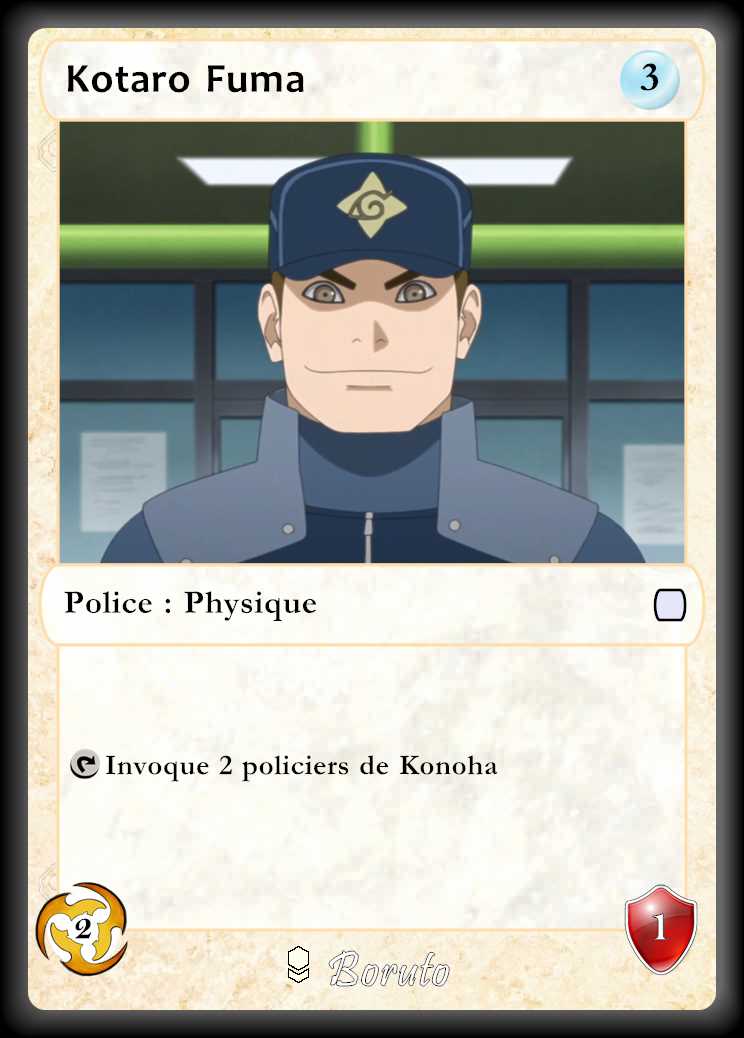 Kotaro Fuma
3
Police : Physique
Invoque 2 policiers de Konoha
2
1
Boruto